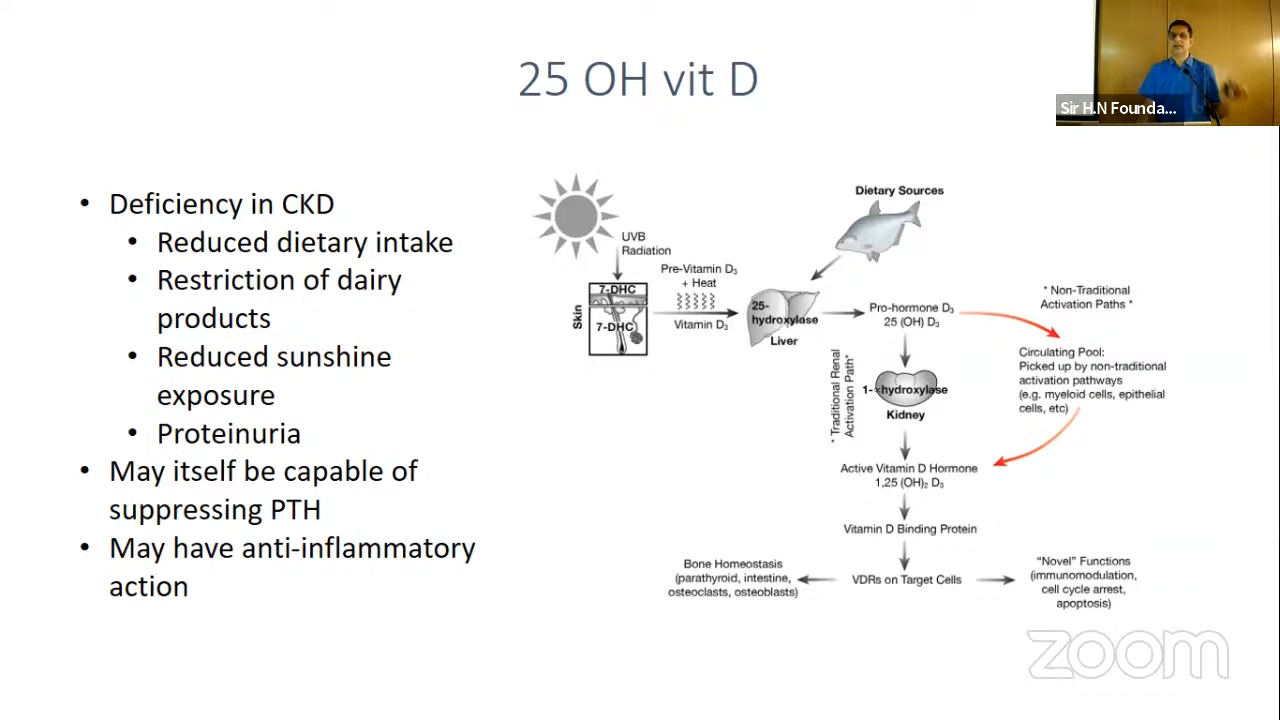 25 OH vit D
Sir H.N Founda...
• Deficiency in CKD
• Reduced dietary intake
• Restriction of dairy
products
• Reduced sunshine
exposure
• Proteinuria
• May itself be capable of
suppressing PTH
• May have anti-inflammatory
action
Dietary Sources
UVB
Radiation
Pre-Vitamin D₃
+ Heat
Vitamin D₃
Skin
7-DHC
7-DHC
25-
hydroxylase
Liver
Pro-hormone D₃
25 (OH) D₃
* Non-Traditional
Activation Paths *
Circulating Pool:
Picked up by non-traditional
activation pathways
(e.g. myeloid cells, epithelial
cells, etc)
* Traditional Renal
Activation Path*
1-∝hydroxylase
Kidney
Active Vitamin D Hormone
1,25 (OH)₂ D₃
Vitamin D Binding Protein
VDRs on Target Cells
Bone Homeostasis
(parathyroid, intestine,
osteoclasts, osteoblasts)
“Novel” Functions
(immunomodulation,
cell cycle arrest,
apoptosis)
zoom